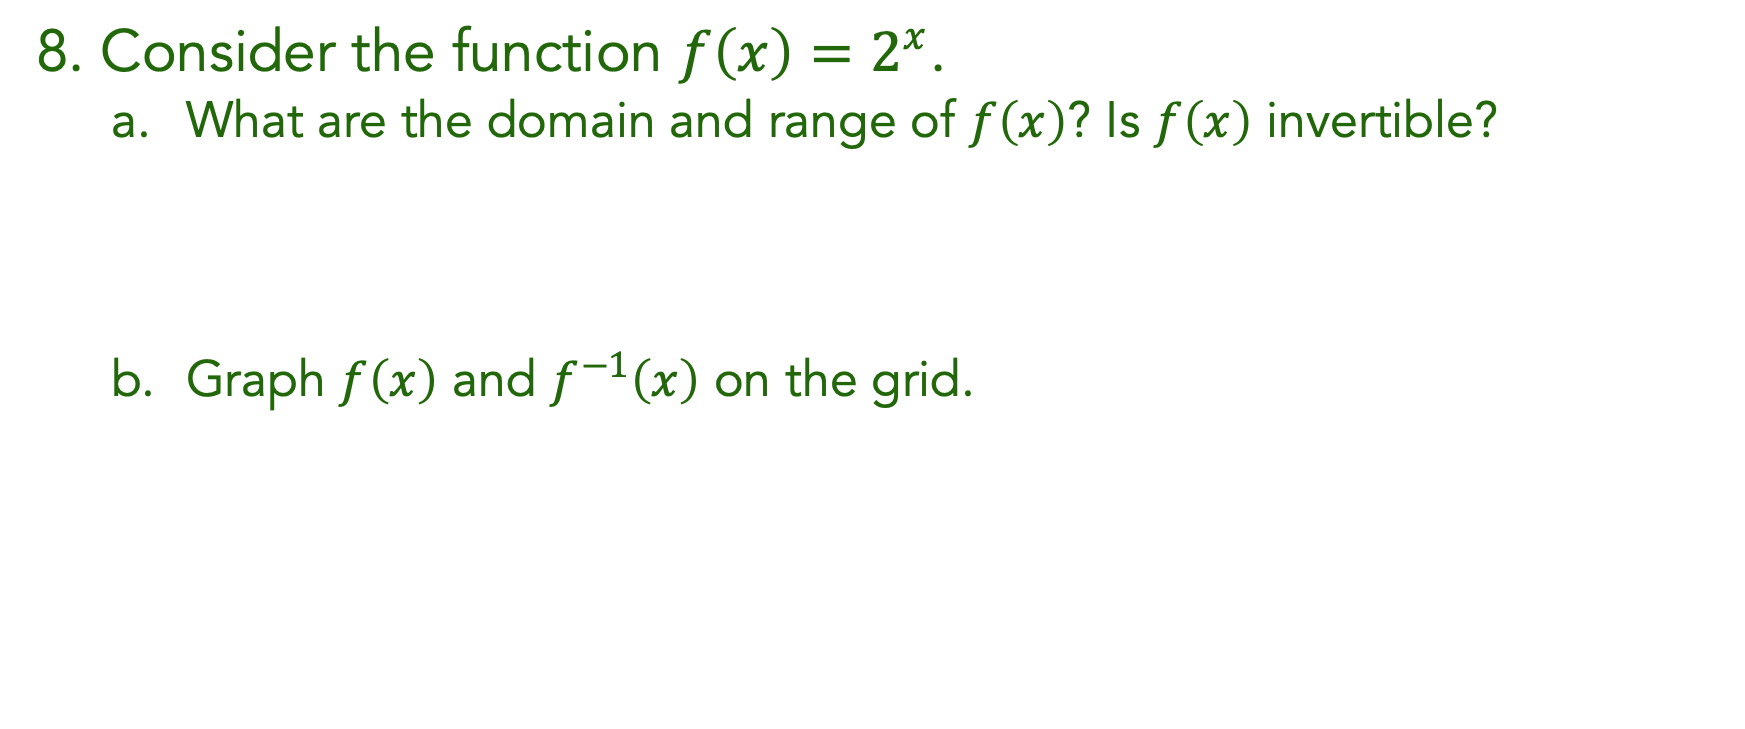 8. Consider the function f(x) = 2ˣ.
a. What are the domain and range of f(x)? Is f(x) invertible?
b. Graph f(x) and f⁻¹(x) on the grid.